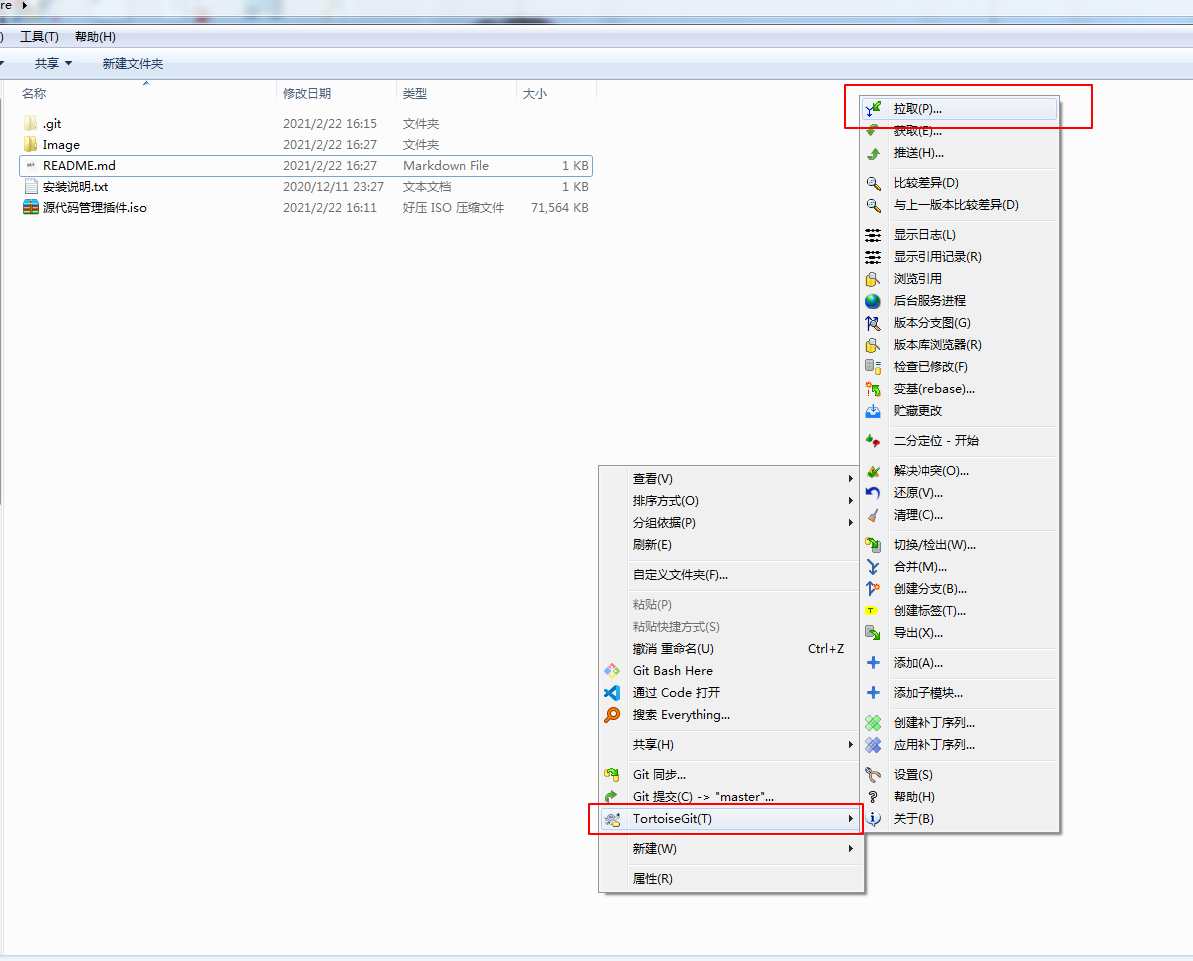 re
) 工具(T) 帮助(H)
共享 新建文件夹
名称 修改日期 类型 大小
.git 2021/2/22 16:15 文件夹
Image 2021/2/22 16:27 文件夹
README.md 2021/2/22 16:27 Markdown File 1 KB
安装说明.txt 2020/12/11 23:27 文本文档 1 KB
源代码管理插件.iso 2021/2/22 16:11 好压 ISO 压缩文件 71,564 KB
查看(V)
排序方式(O)
分组依据(P)
刷新(E)
自定义文件夹(F)...
粘贴(P)
粘贴快捷方式(S)
撤消 重命名(U) Ctrl+Z
Git Bash Here
通过 Code 打开
搜索 Everything...
共享(H)
Git 同步...
Git 提交(C) -> "master"...
TortoiseGit(T)
新建(W)
属性(R)
拉取(P)...
获取(E)...
推送(H)...
比较差异(D)
与上一版本比较差异(D)
显示日志(L)
显示引用记录(R)
浏览引用
后台服务进程
版本分支图(G)
版本库浏览器(R)
检查已修改(F)
变基(rebase)...
贮藏更改
二分定位 - 开始
解决冲突(O)...
还原(V)...
清理(C)...
切换/检出(W)...
合并(M)...
创建分支(B)...
创建标签(T)...
导出(X)...
添加(A)...
添加子模块...
创建补丁序列...
应用补丁序列...
设置(S)
帮助(H)
关于(B)